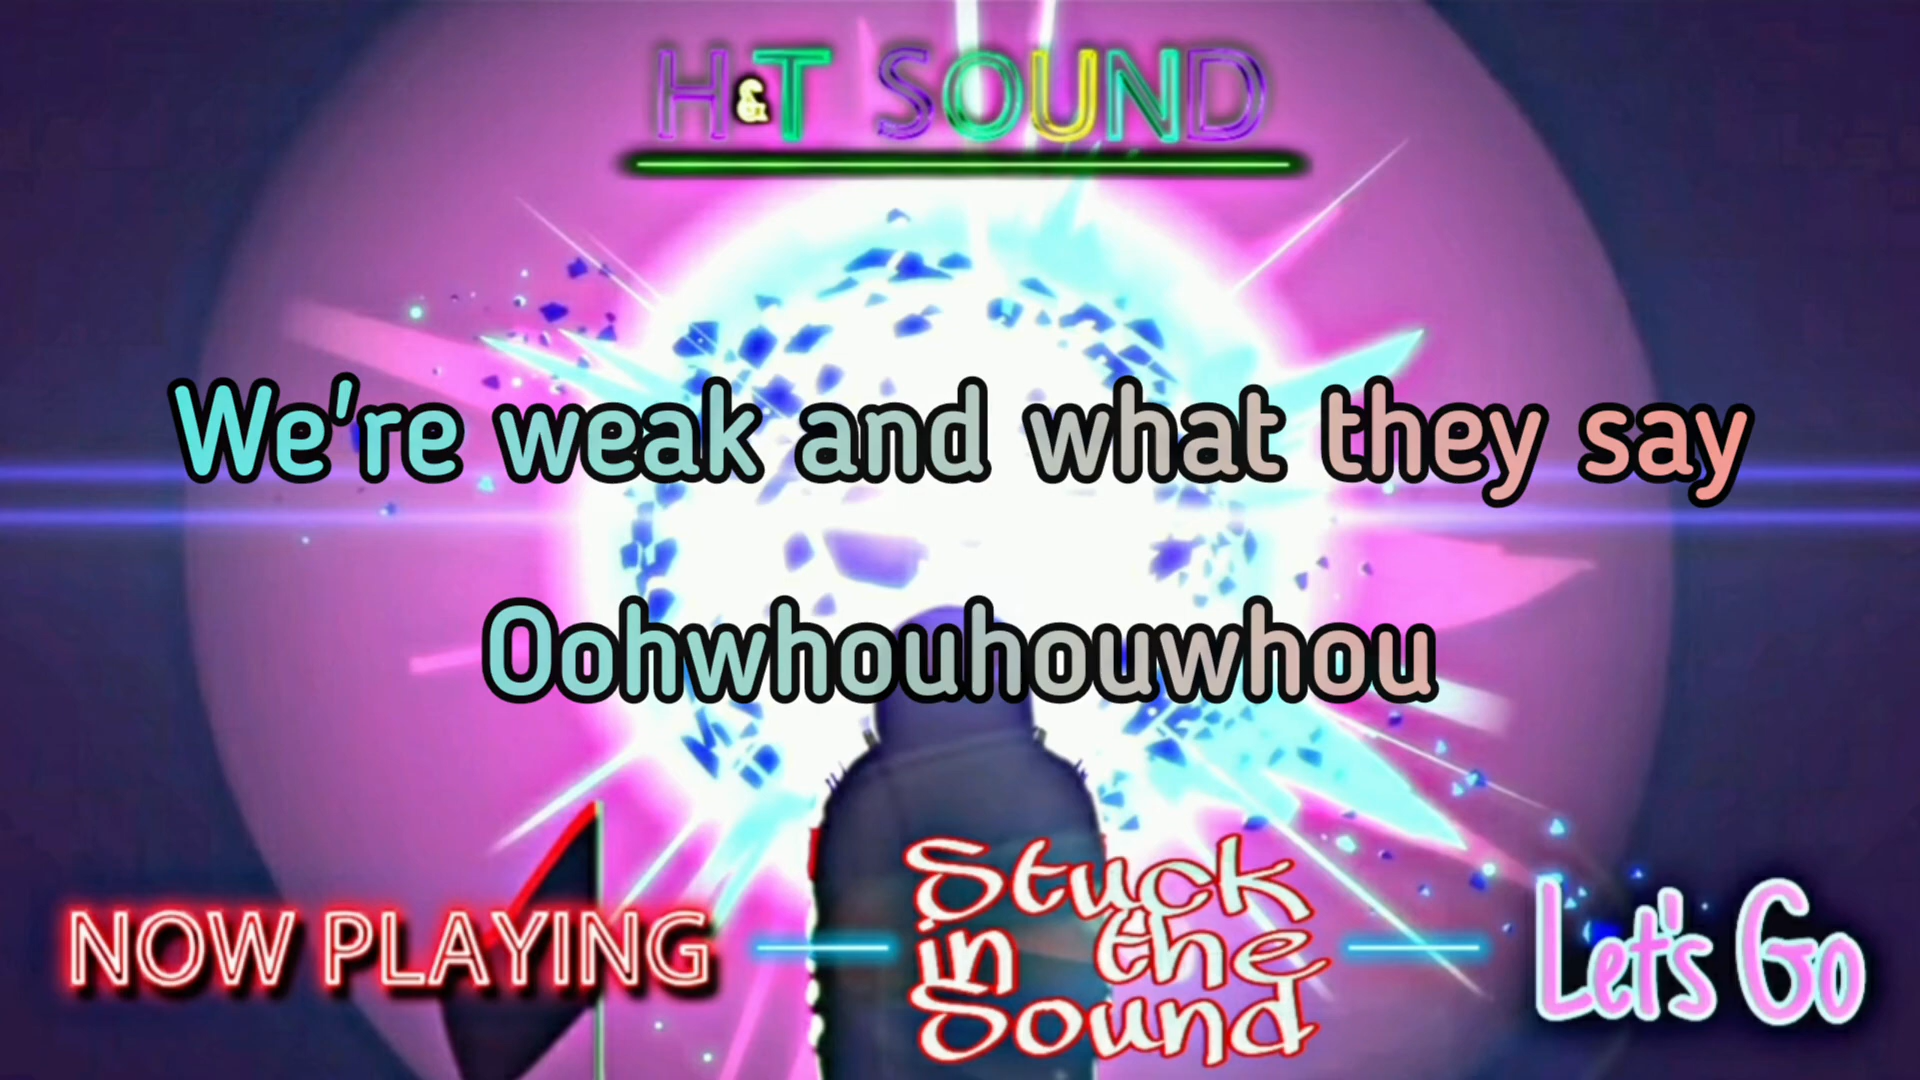 H&T SOUND
We're weak and what they say
Oohwhouhouwhou
NOW PLAYING
Stuck
in the
Sound
Let's Go